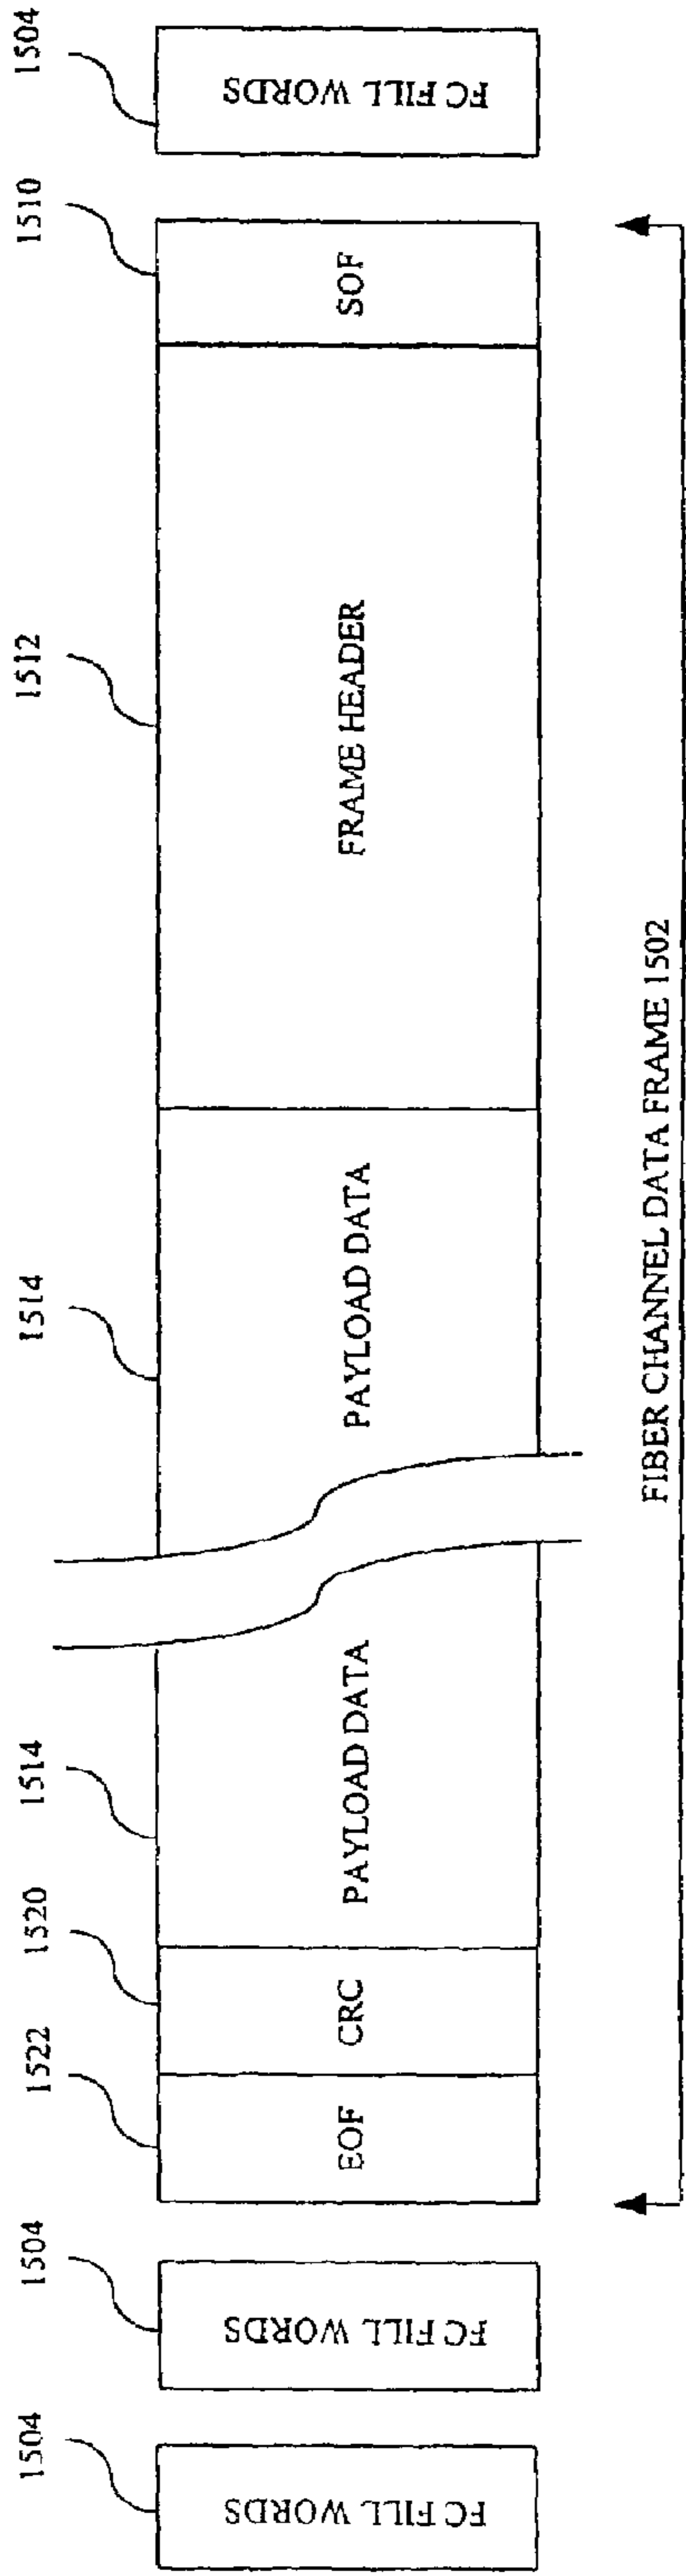 1504
1504
1522
1520
1514
1514
1512
1510
1504
FC FILL WORDS
FC FILL WORDS
EOF
CRC
PAYLOAD DATA
PAYLOAD DATA
FRAME HEADER
SOF
FC FILL WORDS
FIBER CHANNEL DATA FRAME 1502